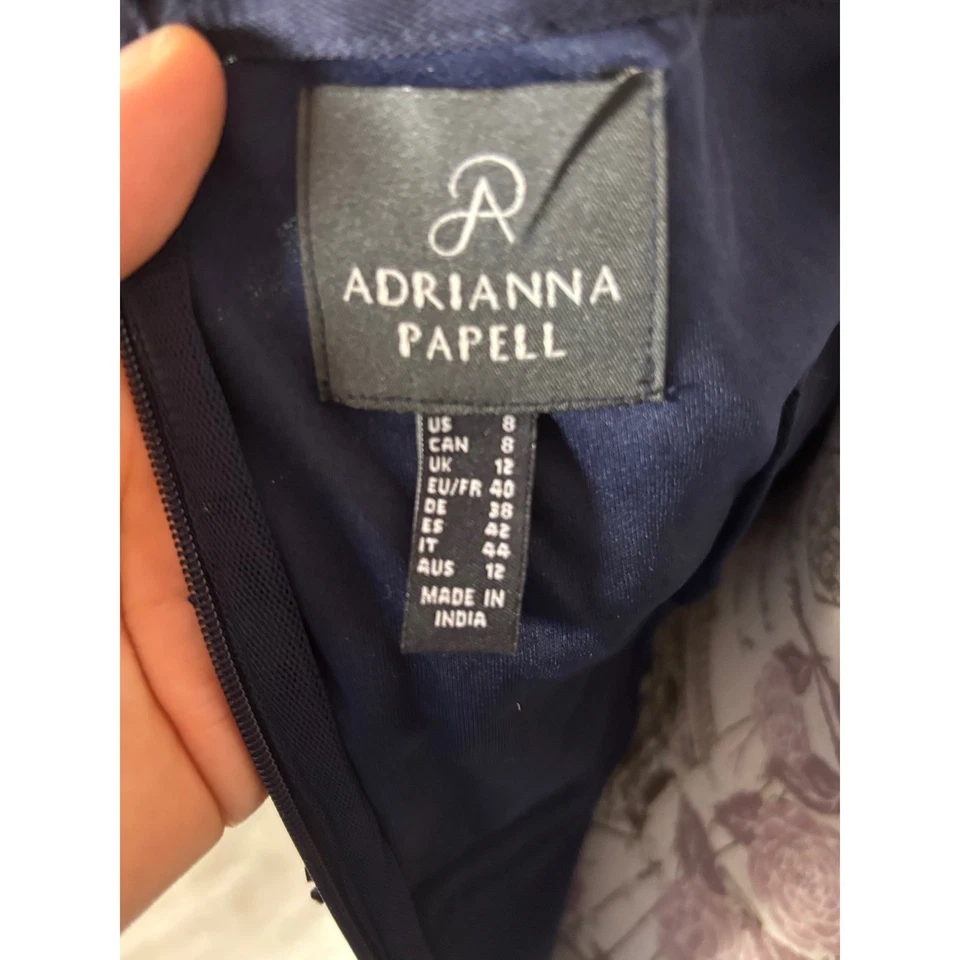 ADRIANNA
PAPELL
US 8
CAN 8
UK 12
EU/FR 40
DE 38
ES 42
IT 44
AUS 12
MADE IN
INDIA